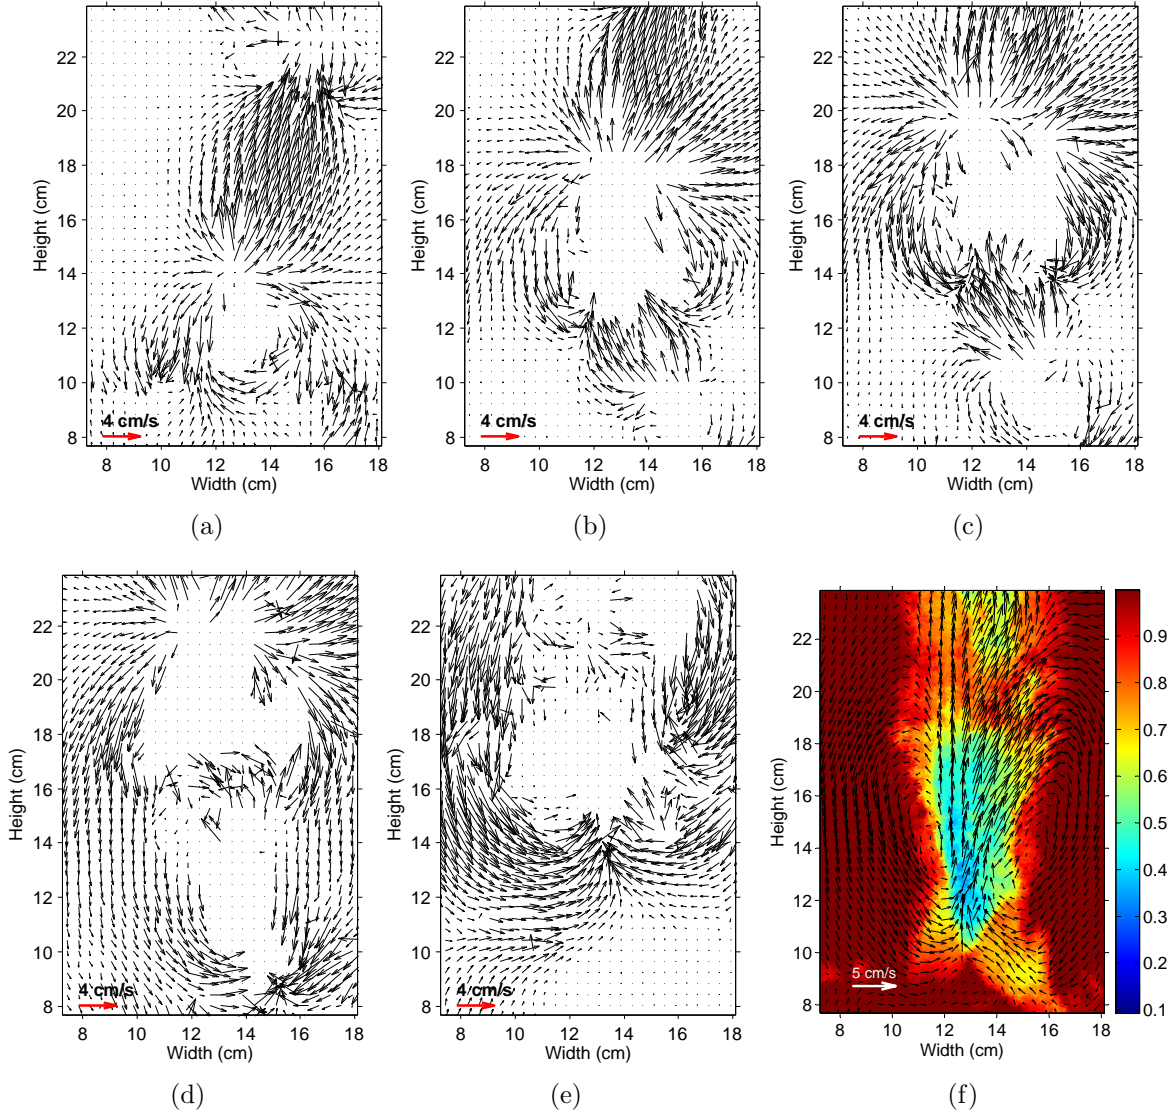 22
20
18
16
14
12
10
8
Height (cm)
4 cm/s
8 10 12 14 16 18
Width (cm)
(a)
22
20
18
16
14
12
10
8
Height (cm)
4 cm/s
8 10 12 14 16 18
Width (cm)
(b)
22
20
18
16
14
12
10
8
Height (cm)
4 cm/s
8 10 12 14 16 18
Width (cm)
(c)
22
20
18
16
14
12
10
8
Height (cm)
4 cm/s
8 10 12 14 16 18
Width (cm)
(d)
22
20
18
16
14
12
10
8
Height (cm)
4 cm/s
8 10 12 14 16 18
Width (cm)
(e)
22
20
18
16
14
12
10
8
Height (cm)
5 cm/s
8 10 12 14 16 18
Width (cm)
0.9
0.8
0.7
0.6
0.5
0.4
0.3
0.2
0.1
(f)